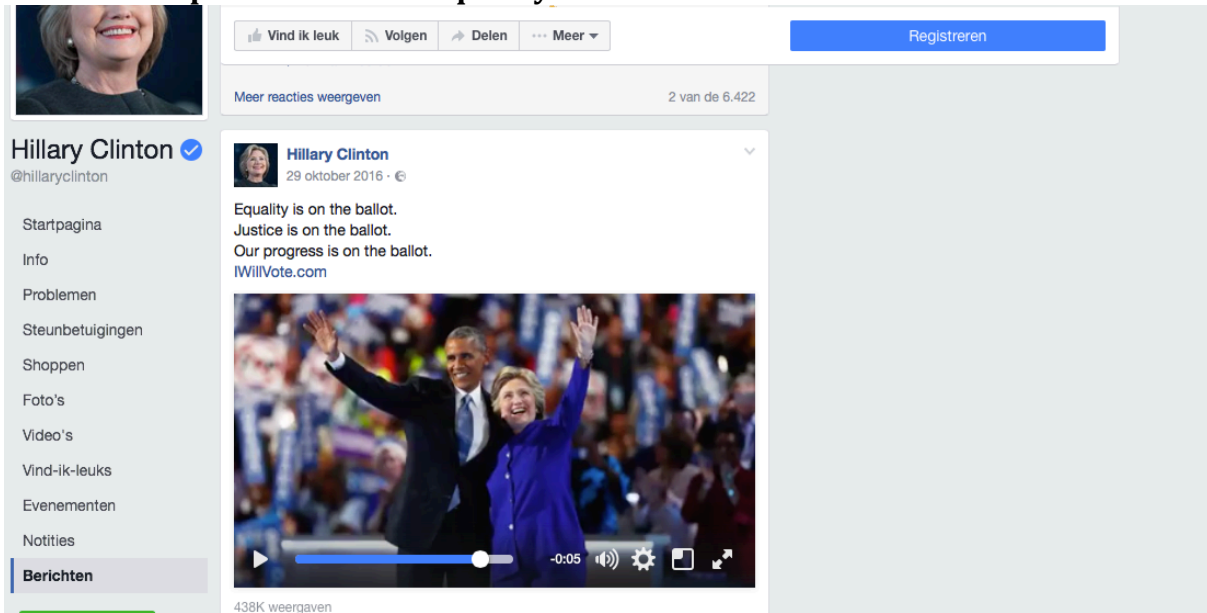 Vind ik leuk Volgen Delen ··· Meer
Registreren
Meer reacties weergeven 2 van de 6.422
Hillary Clinton
@hillaryclinton
Startpagina
Info
Problemen
Steunbetuigingen
Shoppen
Foto's
Video's
Vind-ik-leuks
Evenementen
Notities
Berichten
Hillary Clinton
29 oktober 2016 ·
Equality is on the ballot.
Justice is on the ballot.
Our progress is on the ballot.
IWillVote.com
-0:05
438K weergaven